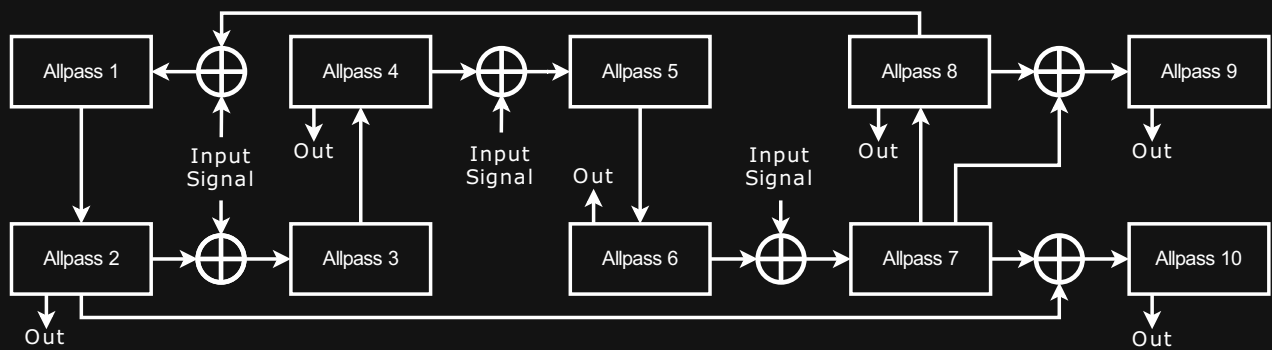 Allpass 1
Allpass 4
Allpass 5
Allpass 8
Allpass 9
Out
Input
Signal
Input
Signal
Out
Input
Signal
Out
Out
Allpass 2
Allpass 3
Allpass 6
Allpass 7
Allpass 10
Out
Out